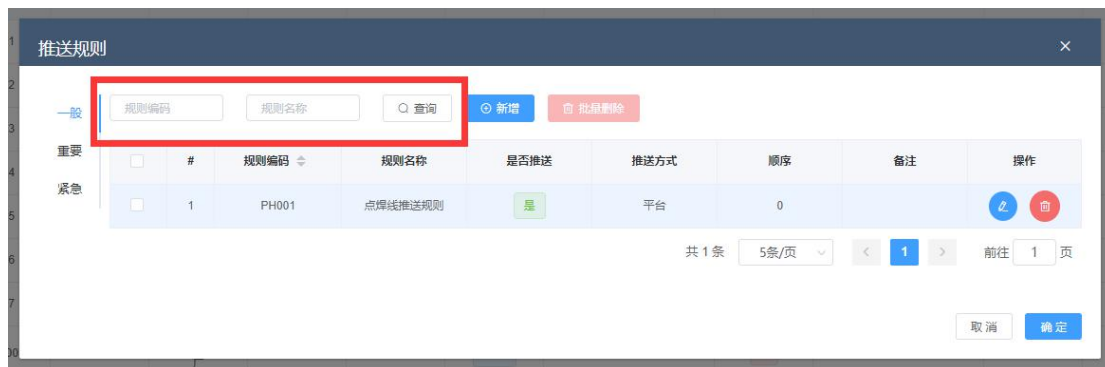 推送规则
一般
重要
紧急
规则编码 规则名称 查询 新增 批量删除
# 规则编码 规则名称 是否推送 推送方式 顺序 备注 操作
1 PH001 点焊线推送规则 是 平台 0
共 1 条 5条/页 1 前往 1 页
取消 确定